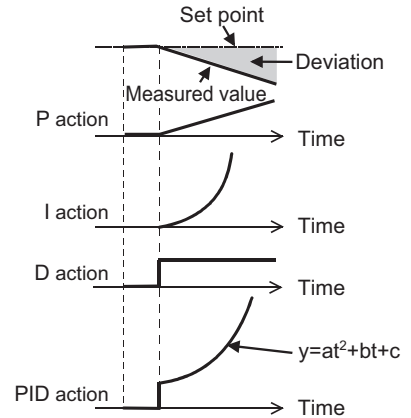 Set point
Deviation
Measured value
P action
Time
I action
Time
D action
Time
y=at²+bt+c
PID action
Time